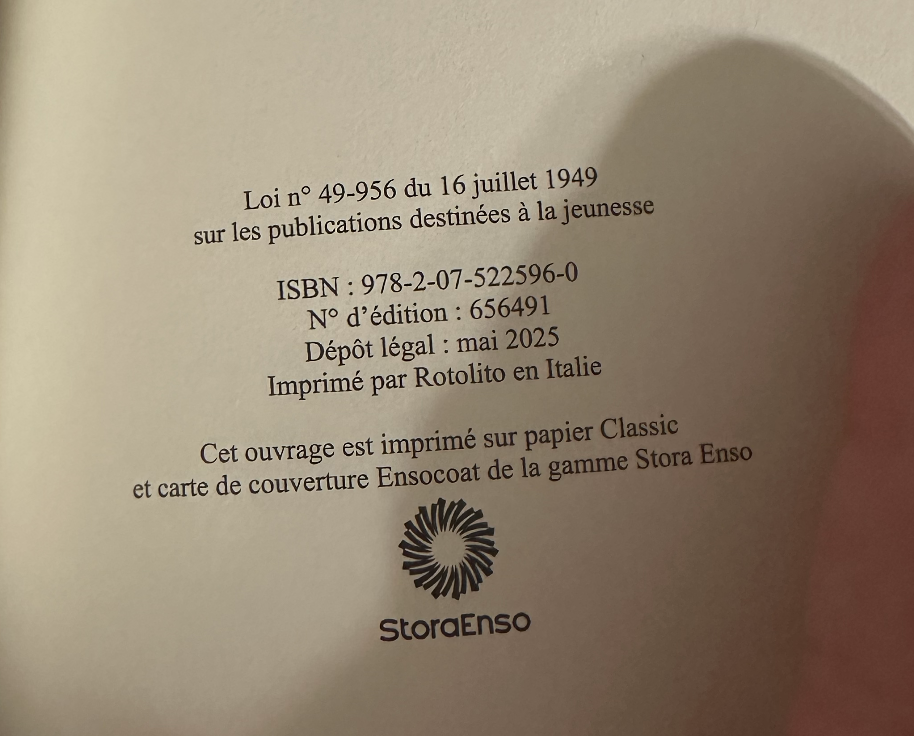 Loi n° 49-956 du 16 juillet 1949
sur les publications destinées à la jeunesse
ISBN : 978-2-07-522596-0
N° d’édition : 656491
Dépôt légal : mai 2025
Imprimé par Rotolito en Italie
Cet ouvrage est imprimé sur papier Classic
et carte de couverture Ensocoat de la gamme Stora Enso
StoraEnso